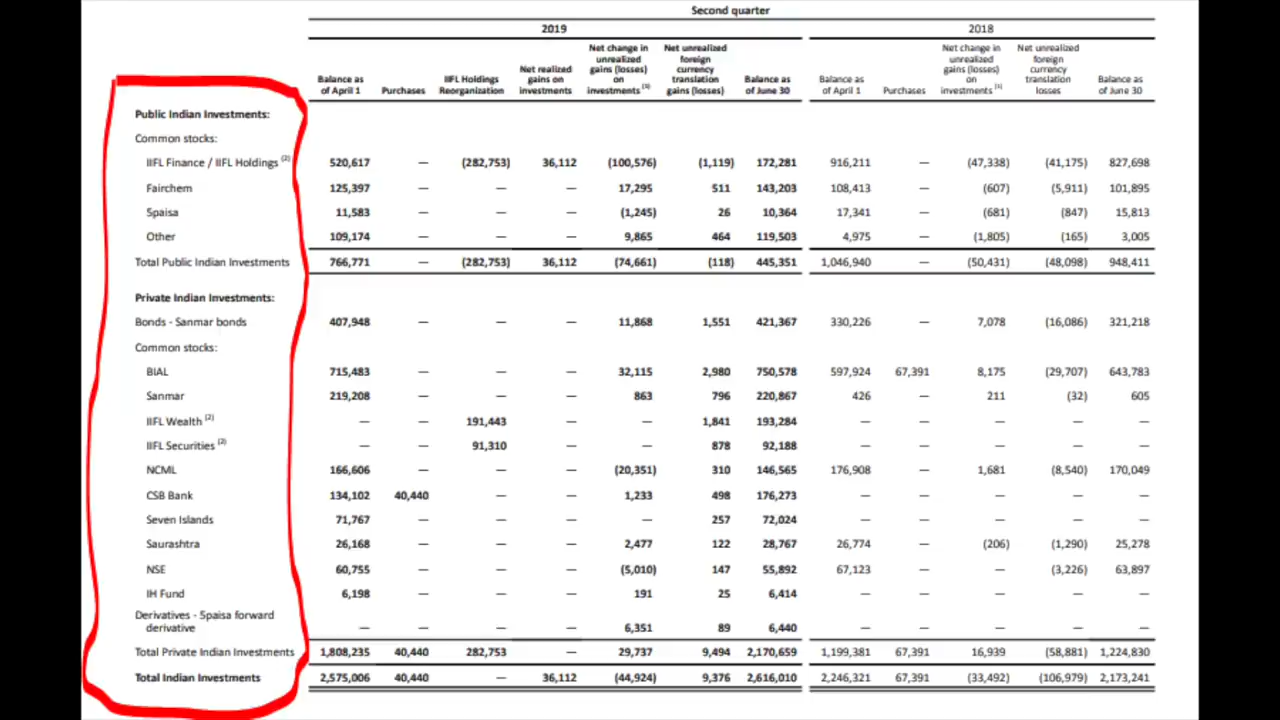 Second quarter
2019 2018
Balance as of April 1 Purchases IIFL Holdings Reorganization Net realized gains on investments Net change in unrealized gains (losses) on investments (1) Net unrealized foreign currency translation gains (losses) Balance as of June 30 Balance as of April 1 Purchases Net change in unrealized gains (losses) on investments (1) Net unrealized foreign currency translation losses Balance as of June 30
Public Indian Investments:
Common stocks:
IIFL Finance / IIFL Holdings (2) 520,617 — (282,753) 36,112 (100,576) (1,119) 172,281 916,211 — (47,338) (41,175) 827,698
Fairchem 125,397 — — — 17,295 511 143,203 108,413 — (607) (5,911) 101,895
5paisa 11,583 — — — (1,245) 26 10,364 17,341 — (681) (847) 15,813
Other 109,174 — — — 9,865 464 119,503 4,975 — (1,805) (165) 3,005
Total Public Indian Investments 766,771 — (282,753) 36,112 (74,661) (118) 445,351 1,046,940 — (50,431) (48,098) 948,411
Private Indian Investments:
Bonds - Sanmar bonds 407,948 — — — 11,868 1,551 421,367 330,226 — 7,078 (16,086) 321,218
Common stocks:
BIAL 715,483 — — — 32,115 2,980 750,578 597,924 67,391 8,175 (29,707) 643,783
Sanmar 219,208 — — — 863 796 220,867 426 — 211 (32) 605
IIFL Wealth (2) — — 191,443 — — 1,841 193,284 — — — — —
IIFL Securities (2) — — 91,310 — — 878 92,188 — — — — —
NCML 166,606 — — — (20,351) 310 146,565 176,908 — 1,681 (8,540) 170,049
CSB Bank 134,102 40,440 — — 1,233 498 176,273 — — — — —
Seven Islands 71,767 — — — — 257 72,024 — — — — —
Saurashtra 26,168 — — — 2,477 122 28,767 26,774 — (206) (1,290) 25,278
NSE 60,755 — — — (5,010) 147 55,892 67,123 — — (3,226) 63,897
IH Fund 6,198 — — — 191 25 6,414 — — — — —
Derivatives - 5paisa forward
derivative — — — — 6,351 89 6,440 — — — — —
Total Private Indian Investments 1,808,235 40,440 282,753 — 29,737 9,494 2,170,659 1,199,381 67,391 16,939 (58,881) 1,224,830
Total Indian Investments 2,575,006 40,440 — 36,112 (44,924) 9,376 2,616,010 2,246,321 67,391 (33,492) (106,979) 2,173,241